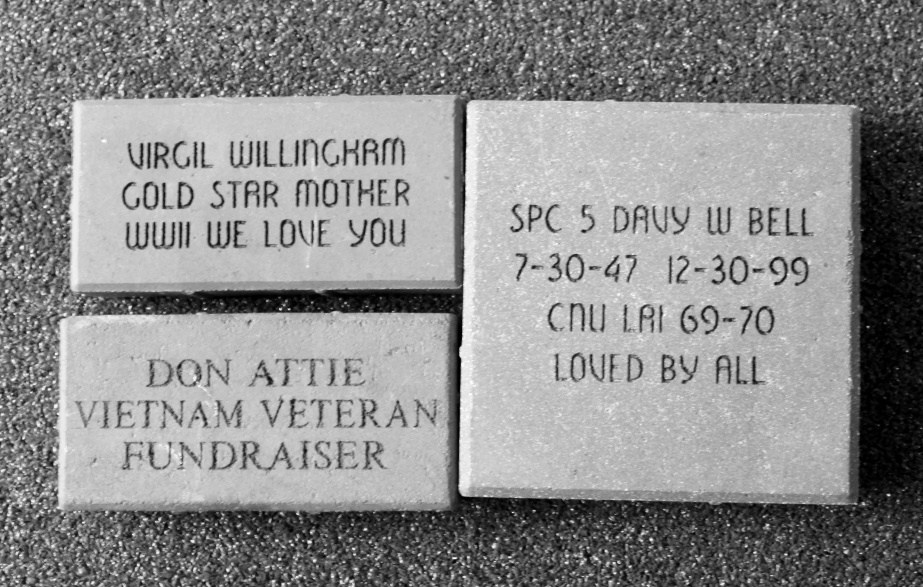 VIRGIL WILLINGHAM
GOLD STAR MOTHER
WWII WE LOVE YOU
DON ATTIE
VIETNAM VETERAN
FUNDRAISER
SPC 5 DAVY W BELL
7-30-47 12-30-99
CNU LAI 69-70
LOVED BY ALL